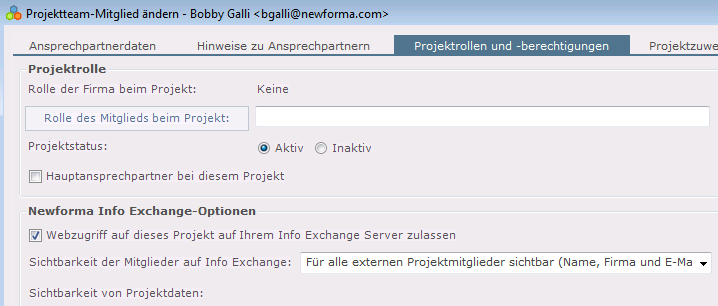 Projektteam-Mitglied ändern - Bobby Galli <bgalli@newforma.com>
Ansprechpartnerdaten Hinweise zu Ansprechpartnern Projektrollen und -berechtigungen Projektzuwe
Projektrolle
Rolle der Firma beim Projekt: Keine
Rolle des Mitglieds beim Projekt:
Projektstatus: Aktiv Inaktiv
Hauptansprechpartner bei diesem Projekt
Newforma Info Exchange-Optionen
Webzugriff auf dieses Projekt auf Ihrem Info Exchange Server zulassen
Sichtbarkeit der Mitglieder auf Info Exchange: Für alle externen Projektmitglieder sichtbar (Name, Firma und E-Ma
Sichtbarkeit von Projektdaten: